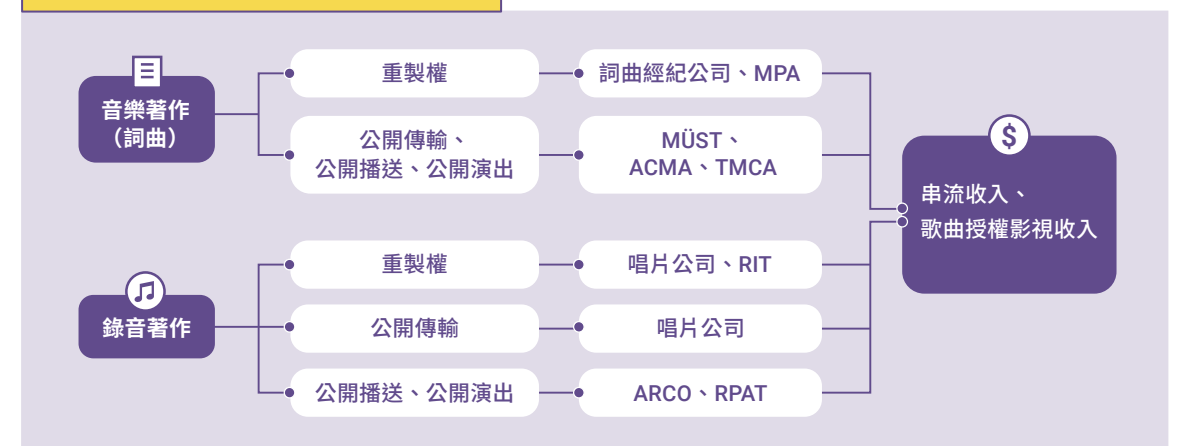 音樂著作
（詞曲）
重製權
詞曲經紀公司、MPA
公開傳輸、
公開播送、公開演出
MÜST、
ACMA、TMCA
錄音著作
重製權
唱片公司、RIT
公開傳輸
唱片公司
公開播送、公開演出
ARCO、RPAT
$
串流收入、
歌曲授權影視收入